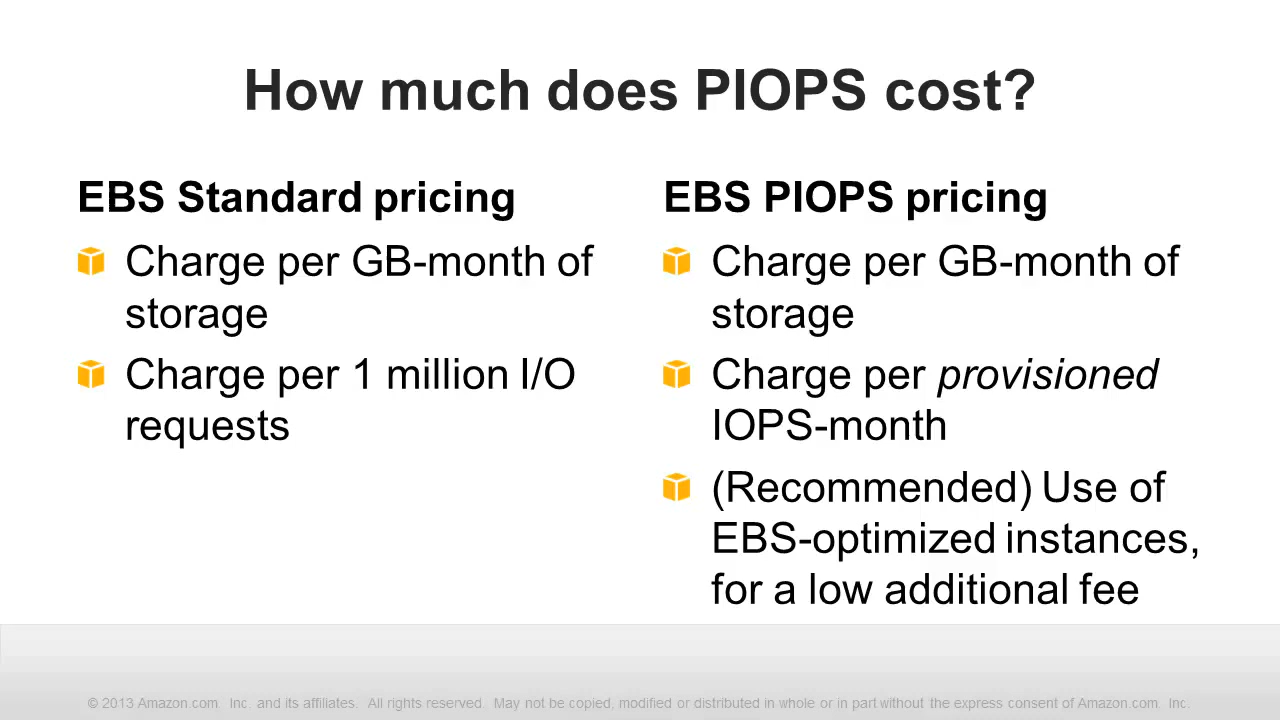 How much does PIOPS cost?
EBS Standard pricing
Charge per GB-month of
storage
Charge per 1 million I/O
requests
EBS PIOPS pricing
Charge per GB-month of
storage
Charge per provisioned
IOPS-month
(Recommended) Use of
EBS-optimized instances,
for a low additional fee
© 2013 Amazon.com. Inc. and its affiliates. All rights reserved. May not be copied, modified or distributed in whole or in part without the express consent of Amazon.com. Inc.